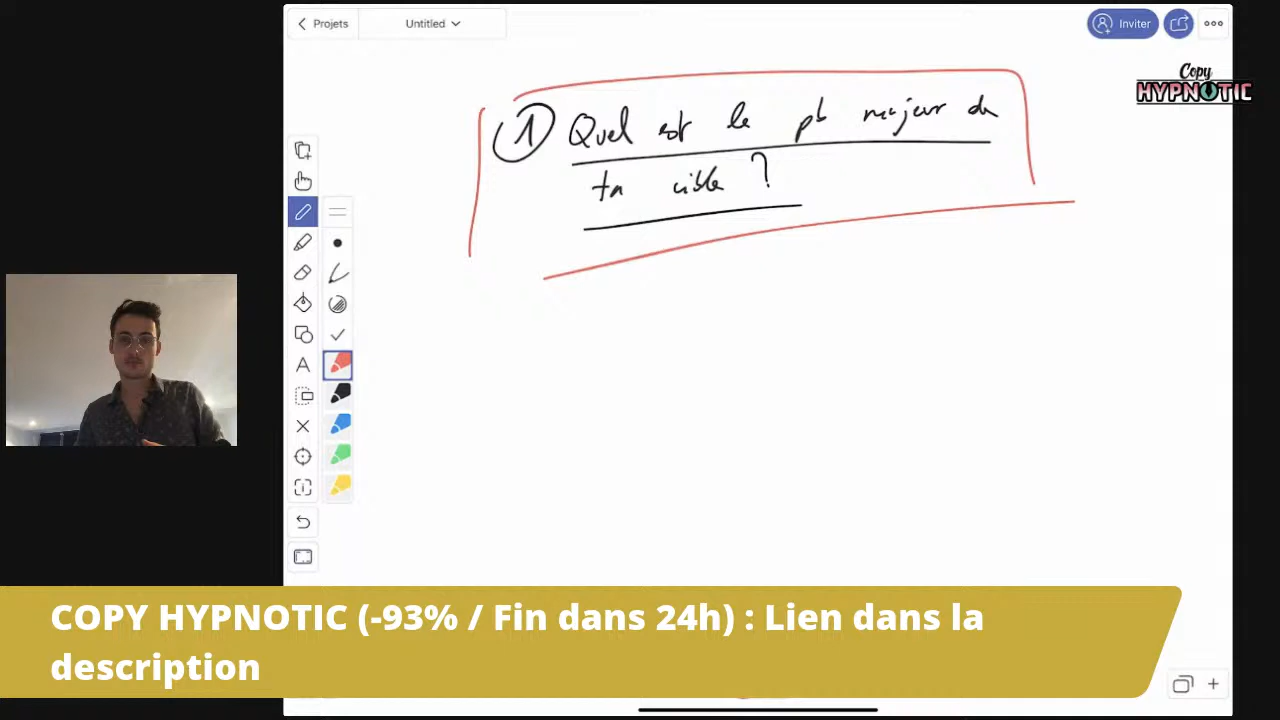 Projets
Untitled
Inviter
Copy
HYPNOTIC
1 Quel est le pb majeur de
ta cible ?
COPY HYPNOTIC (-93% / Fin dans 24h) : Lien dans la
description